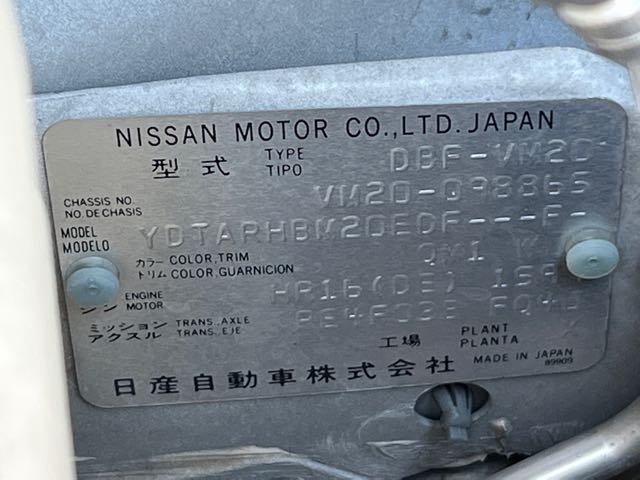 NISSAN MOTOR CO.,LTD. JAPAN
型式 TYPE TIPO DBF-VM20
CHASSIS NO. NO. DE CHASIS VM20-098865
MODEL MODELO YDTARHBM20EDF---F-
カラー COLOR, TRIM トリム COLOR, GUARNICION QM1
ENGINE MOTOR HR16(DE)
ミッション TRANS., AXLE アクスル TRANS., EJE
工場 PLANT PLANTA
日産自動車株式会社 MADE IN JAPAN
89909